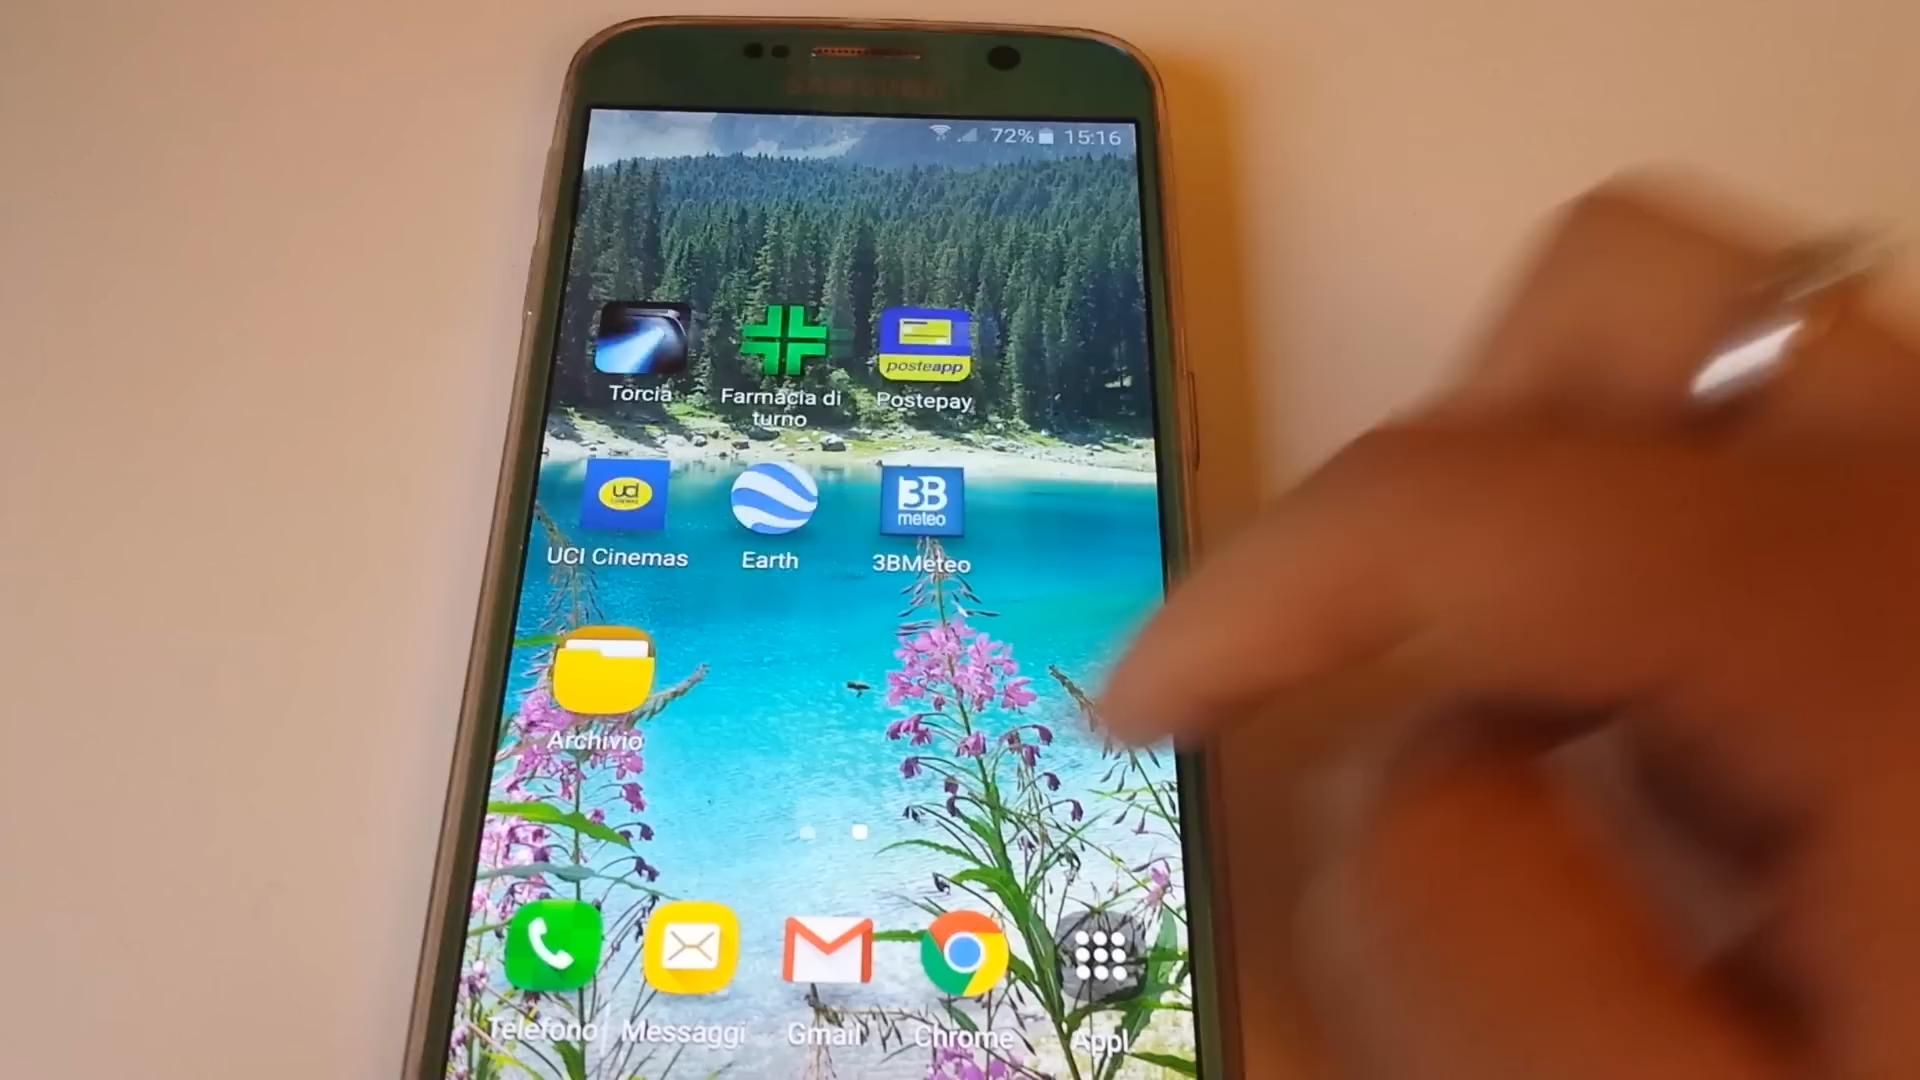 SAMSUNG
72% 15:16
posteapp
Torcia
Farmacia di
turno
Postepay
uci
3B
meteo
UCI Cinemas
Earth
3BMeteo
Archivio
Telefono
Messaggi
Gmail
Chrome
Appl